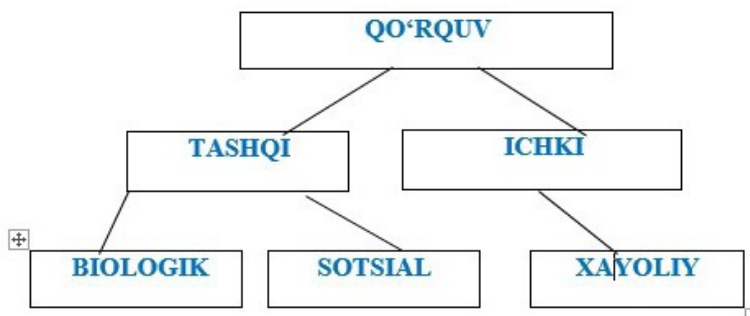 QO‘RQUV
TASHQI
ICHKI
BIOLOGIK
SOTSIAL
XAYOLIY